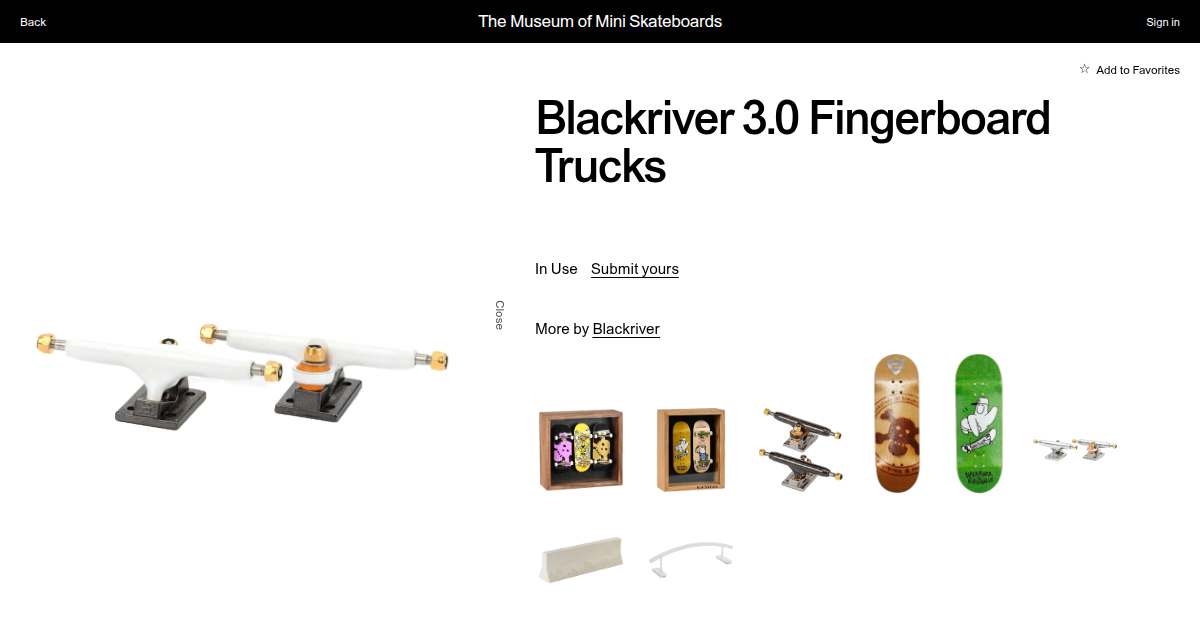 Back
The Museum of Mini Skateboards
Sign in
☆ Add to Favorites
Blackriver 3.0 Fingerboard
Trucks
In Use Submit yours
Close
More by Blackriver